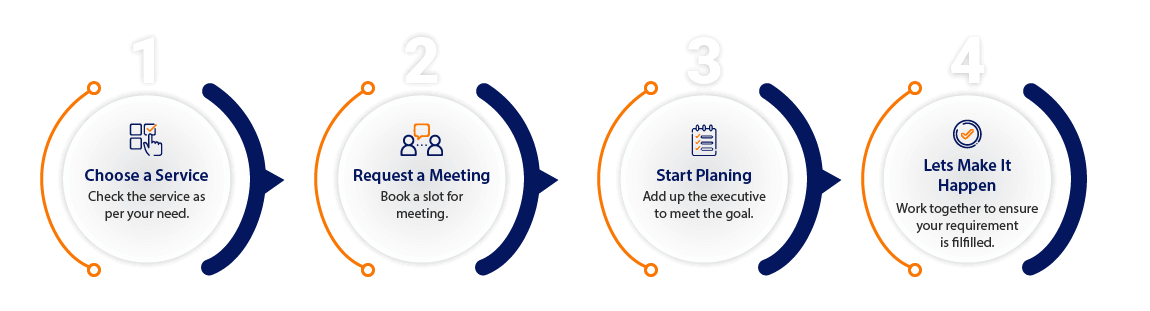 1
Choose a Service
Check the service as
per your need.
2
Request a Meeting
Book a slot for
meeting.
3
Start Planing
Add up the executive
to meet the goal.
4
Lets Make It
Happen
Work together to ensure
your requirement
is filfilled.